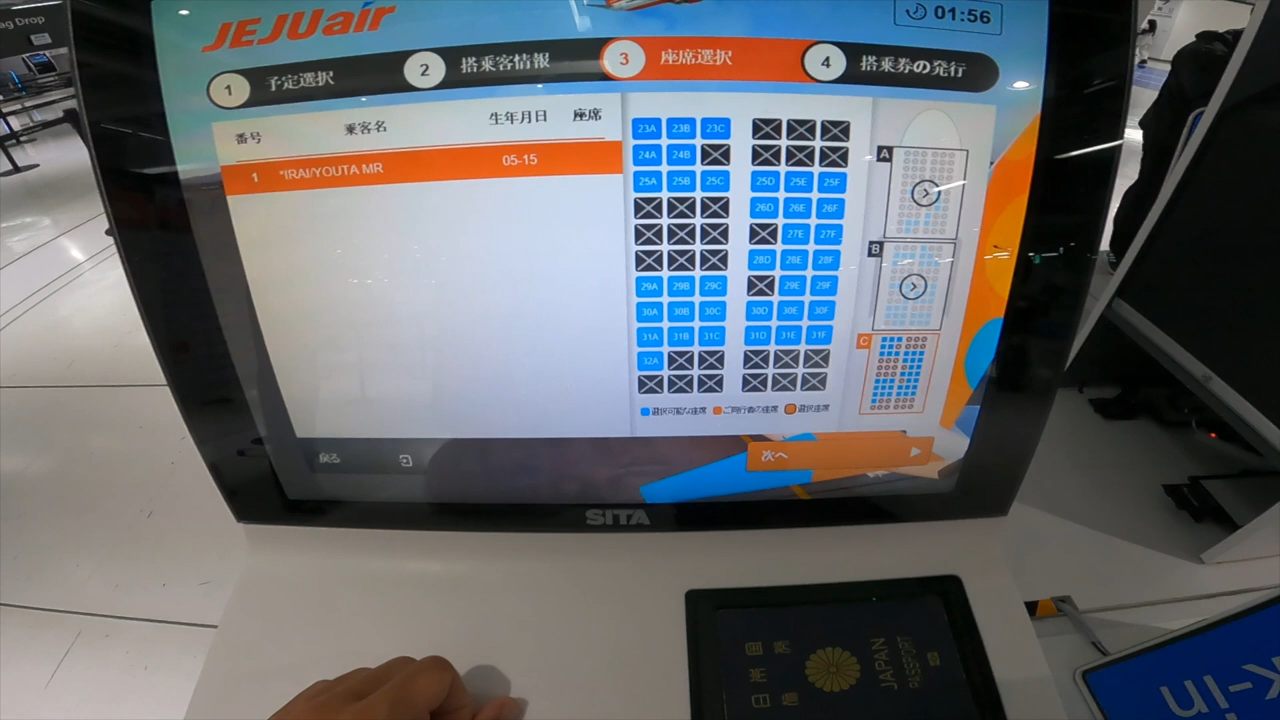 ag Drop
JEJUair
01:56
1 予定選択 2 搭乗客情報 3 座席選択 4 搭乗券の発行
番号 乗客名 生年月日 座席
1 *IRAI/YOUTA MR 05-15
23A 23B 23C
24A 24B
25A 25B 25C 25D 25E 25F
26D 26E 26F
27E 27F
28D 28E 28F
29A 29B 29C 29E 29F
30A 30B 30C 30D 30E 30F
31A 31B 31C 31D 31E 31F
32A
選択可能な座席 ご同行者の座席 選択座席
A
B
C
戻る
次へ
SITA
日本国
旅券
JAPAN
PASSPORT
k-in